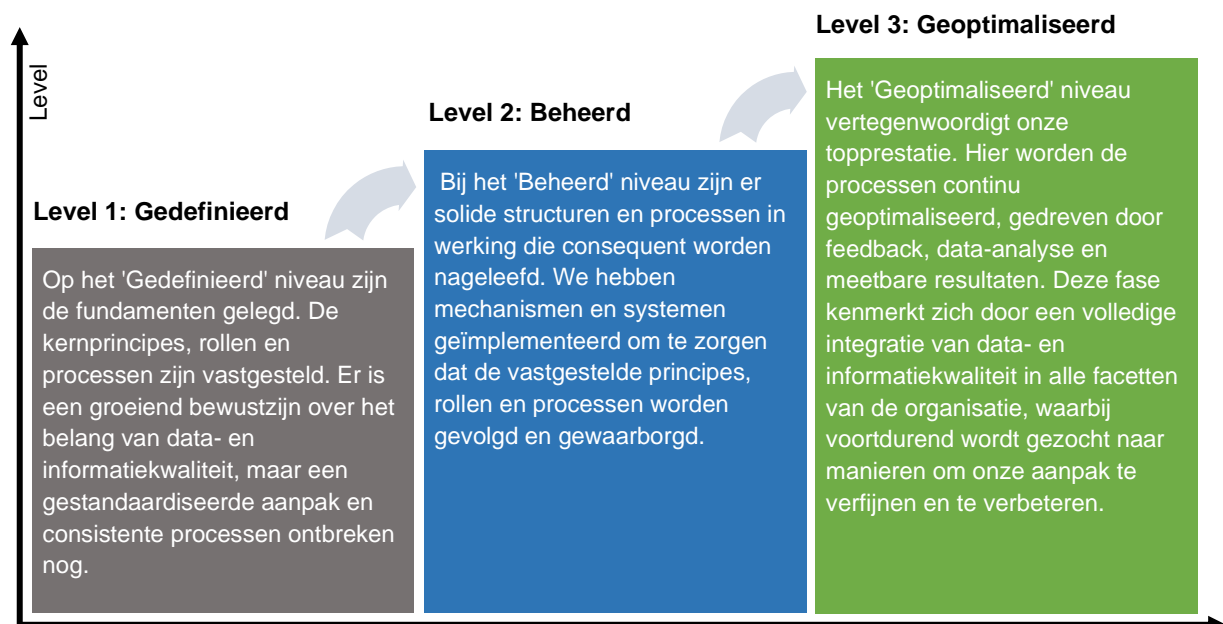 Level
Level 1: Gedefinieerd
Op het 'Gedefinieerd' niveau zijn
de fundamenten gelegd. De
kernprincipes, rollen en
processen zijn vastgesteld. Er is
een groeiend bewustzijn over het
belang van data- en
informatiekwaliteit, maar een
gestandaardiseerde aanpak en
consistente processen ontbreken
nog.
Level 2: Beheerd
Bij het 'Beheerd' niveau zijn er
solide structuren en processen in
werking die consequent worden
nageleefd. We hebben
mechanismen en systemen
geïmplementeerd om te zorgen
dat de vastgestelde principes,
rollen en processen worden
gevolgd en gewaarborgd.
Level 3: Geoptimaliseerd
Het 'Geoptimaliseerd' niveau
vertegenwoordigt onze
topprestatie. Hier worden de
processen continu
geoptimaliseerd, gedreven door
feedback, data-analyse en
meetbare resultaten. Deze fase
kenmerkt zich door een volledige
integratie van data- en
informatiekwaliteit in alle facetten
van de organisatie, waarbij
voortdurend wordt gezocht naar
manieren om onze aanpak te
verfijnen en te verbeteren.